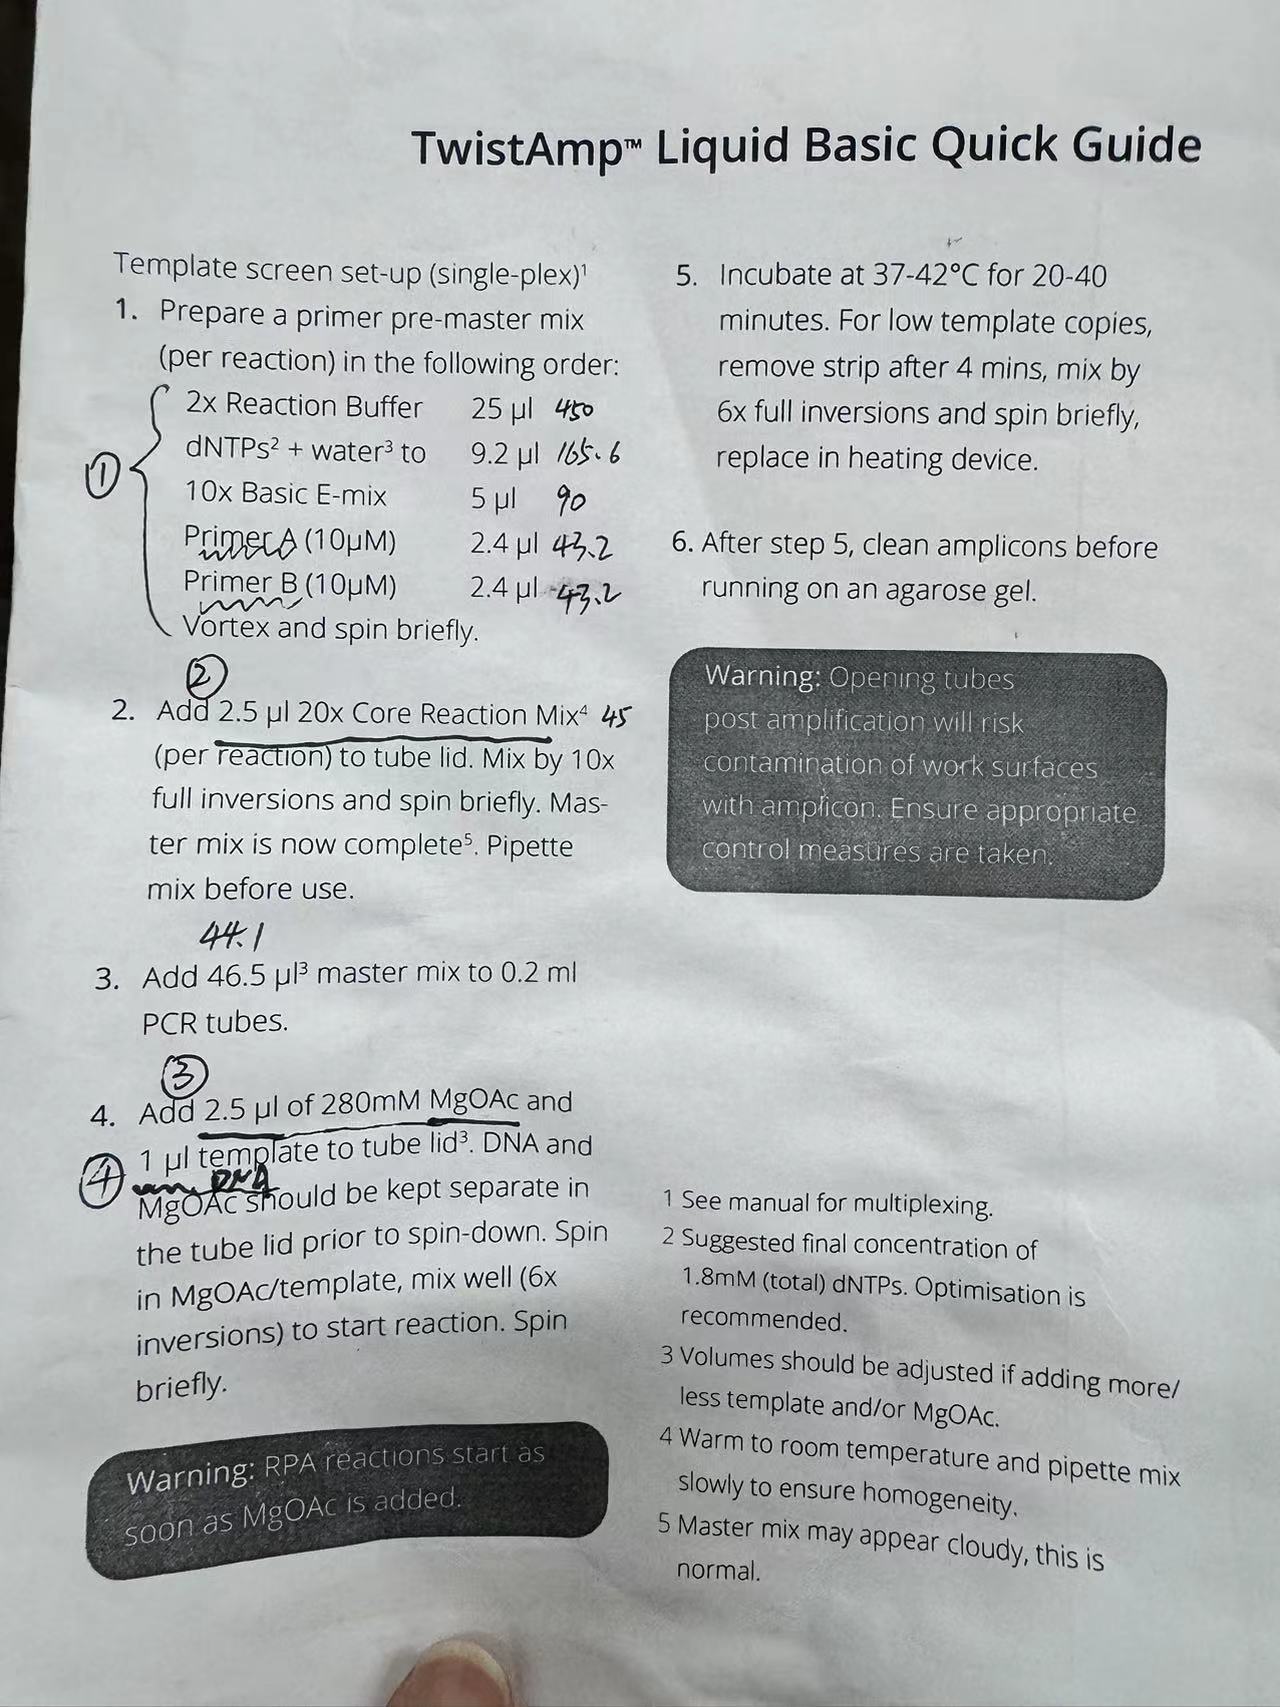 TwistAmp™ Liquid Basic Quick Guide
Template screen set-up (single-plex)¹
1. Prepare a primer pre-master mix
(per reaction) in the following order:
① 2x Reaction Buffer 25 µl 450
dNTPs² + water³ to 9.2 µl 165.6
10x Basic E-mix 5 µl 90
Primer A (10µM) 2.4 µl 43.2
Primer B (10µM) 2.4 µl 43.2
Vortex and spin briefly.
②
2. Add 2.5 µl 20x Core Reaction Mix⁴ 45
(per reaction) to tube lid. Mix by 10x
full inversions and spin briefly. Mas-
ter mix is now complete⁵. Pipette
mix before use.
44.1
3. Add 46.5 µl³ master mix to 0.2 ml
PCR tubes.
③
4. Add 2.5 µl of 280mM MgOAc and
④ 1 µl template to tube lid³. DNA and
DNA
MgOAc should be kept separate in
the tube lid prior to spin-down. Spin
in MgOAc/template, mix well (6x
inversions) to start reaction. Spin
briefly.
Warning: RPA reactions start as
soon as MgOAc is added.
5. Incubate at 37-42°C for 20-40
minutes. For low template copies,
remove strip after 4 mins, mix by
6x full inversions and spin briefly,
replace in heating device.
6. After step 5, clean amplicons before
running on an agarose gel.
Warning: Opening tubes
post amplification will risk
contamination of work surfaces
with amplicon. Ensure appropriate
control measures are taken.
1 See manual for multiplexing.
2 Suggested final concentration of
1.8mM (total) dNTPs. Optimisation is
recommended.
3 Volumes should be adjusted if adding more/
less template and/or MgOAc.
4 Warm to room temperature and pipette mix
slowly to ensure homogeneity.
5 Master mix may appear cloudy, this is
normal.